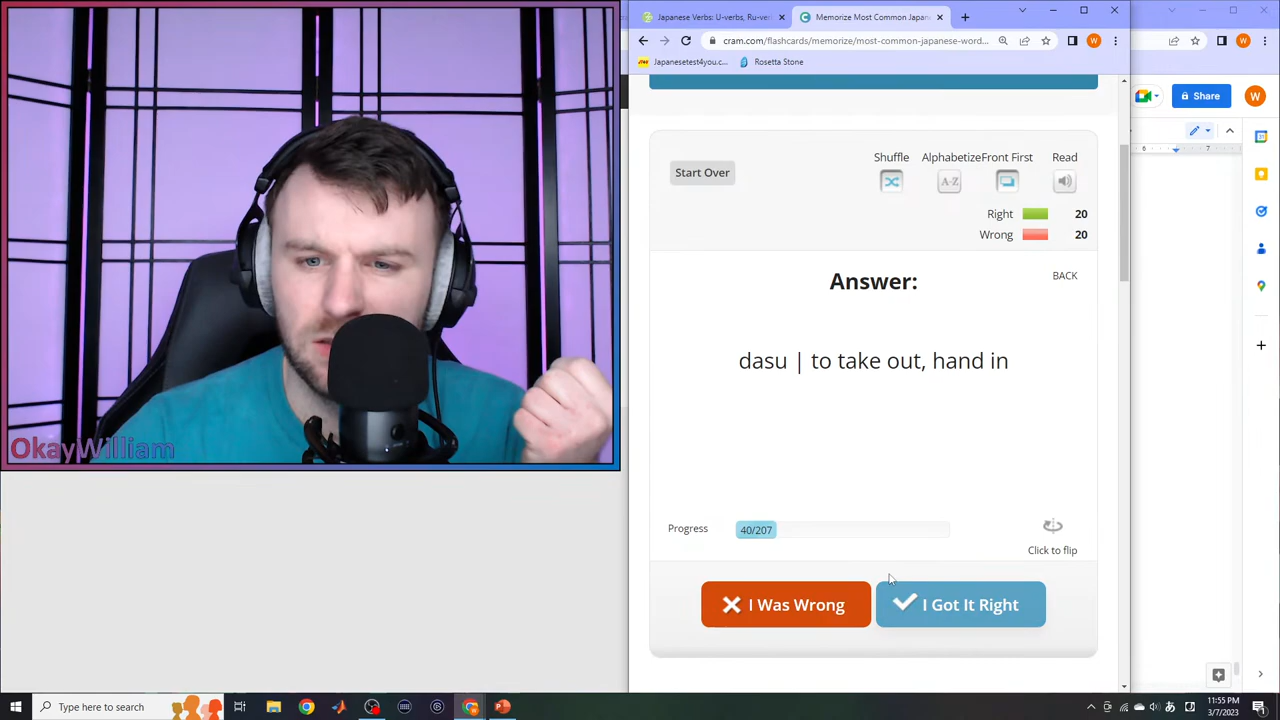 Japanese Verbs: U-verbs, Ru-ver
Memorize Most Common Japan
cram.com/flashcards/memorize/most-common-japanese-word...
Japanesetest4you.c...
Rosetta Stone
Share
W
6
7
Start Over
Shuffle
Alphabetize
Front First
Read
A-Z
Right
20
Wrong
20
Answer:
BACK
dasu | to take out, hand in
OkayWilliam
Progress
40/207
Click to flip
I Was Wrong
I Got It Right
Type here to search
11:55 PM
3/7/2023